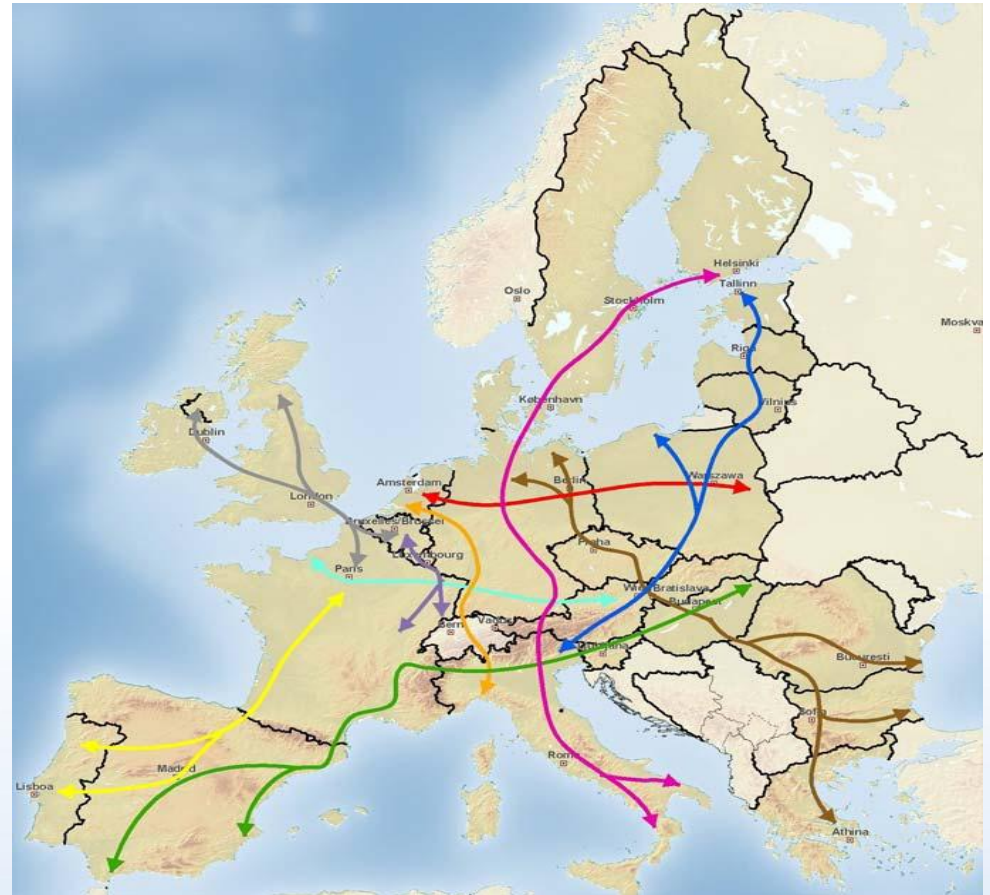 Helsinki
Tallinn
Oslo
Stockholm
Moskva
Riga
København
Vilnius
Dublin
Berlin
Warszawa
Amsterdam
London
Bruxelles/Brussel
Praha
Luxembourg
Paris
Wien
Bratislava
Budapest
Bern
Vaduz
Ljubljana
Bucuresti
Sofia
Roma
Madrid
Lisboa
Athina